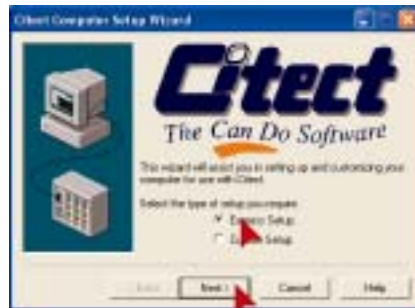 Citect Computer Setup Wizard
Citect
The Can Do Software
This wizard will assist you in setting up and customizing your
computer for use with Citect.
Select the type of setup you require:
Express Setup
Setup
Next >
Cancel
Help